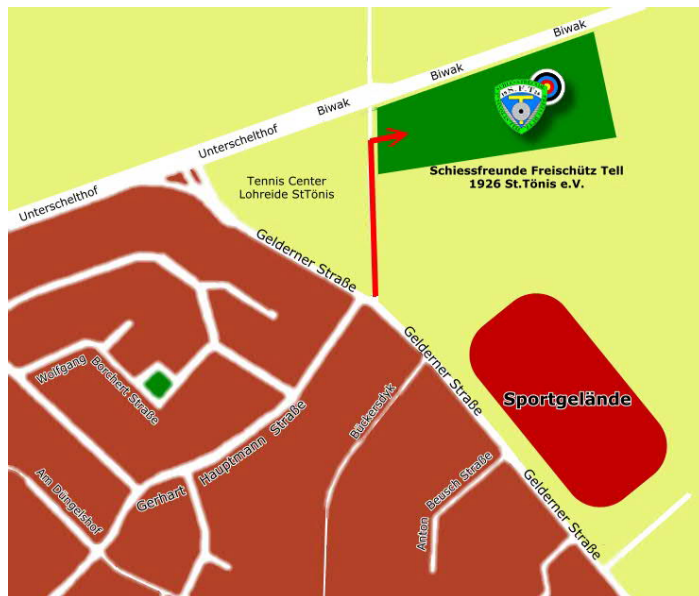 Biwak
Biwak
Biwak
Unterschelthof
Unterschelthof
Schiessfreunde Freischütz Tell
1926 St.Tönis e.V.
Tennis Center
Lohreide StTönis
Gelderner Straße
Gelderner Straße
Gelderner Straße
Sportgelände
Wolfgang
Borchert Straße
Gerhart Hauptmann Straße
Bückersdyk
Anton Beusch Straße
Am Düngelshof